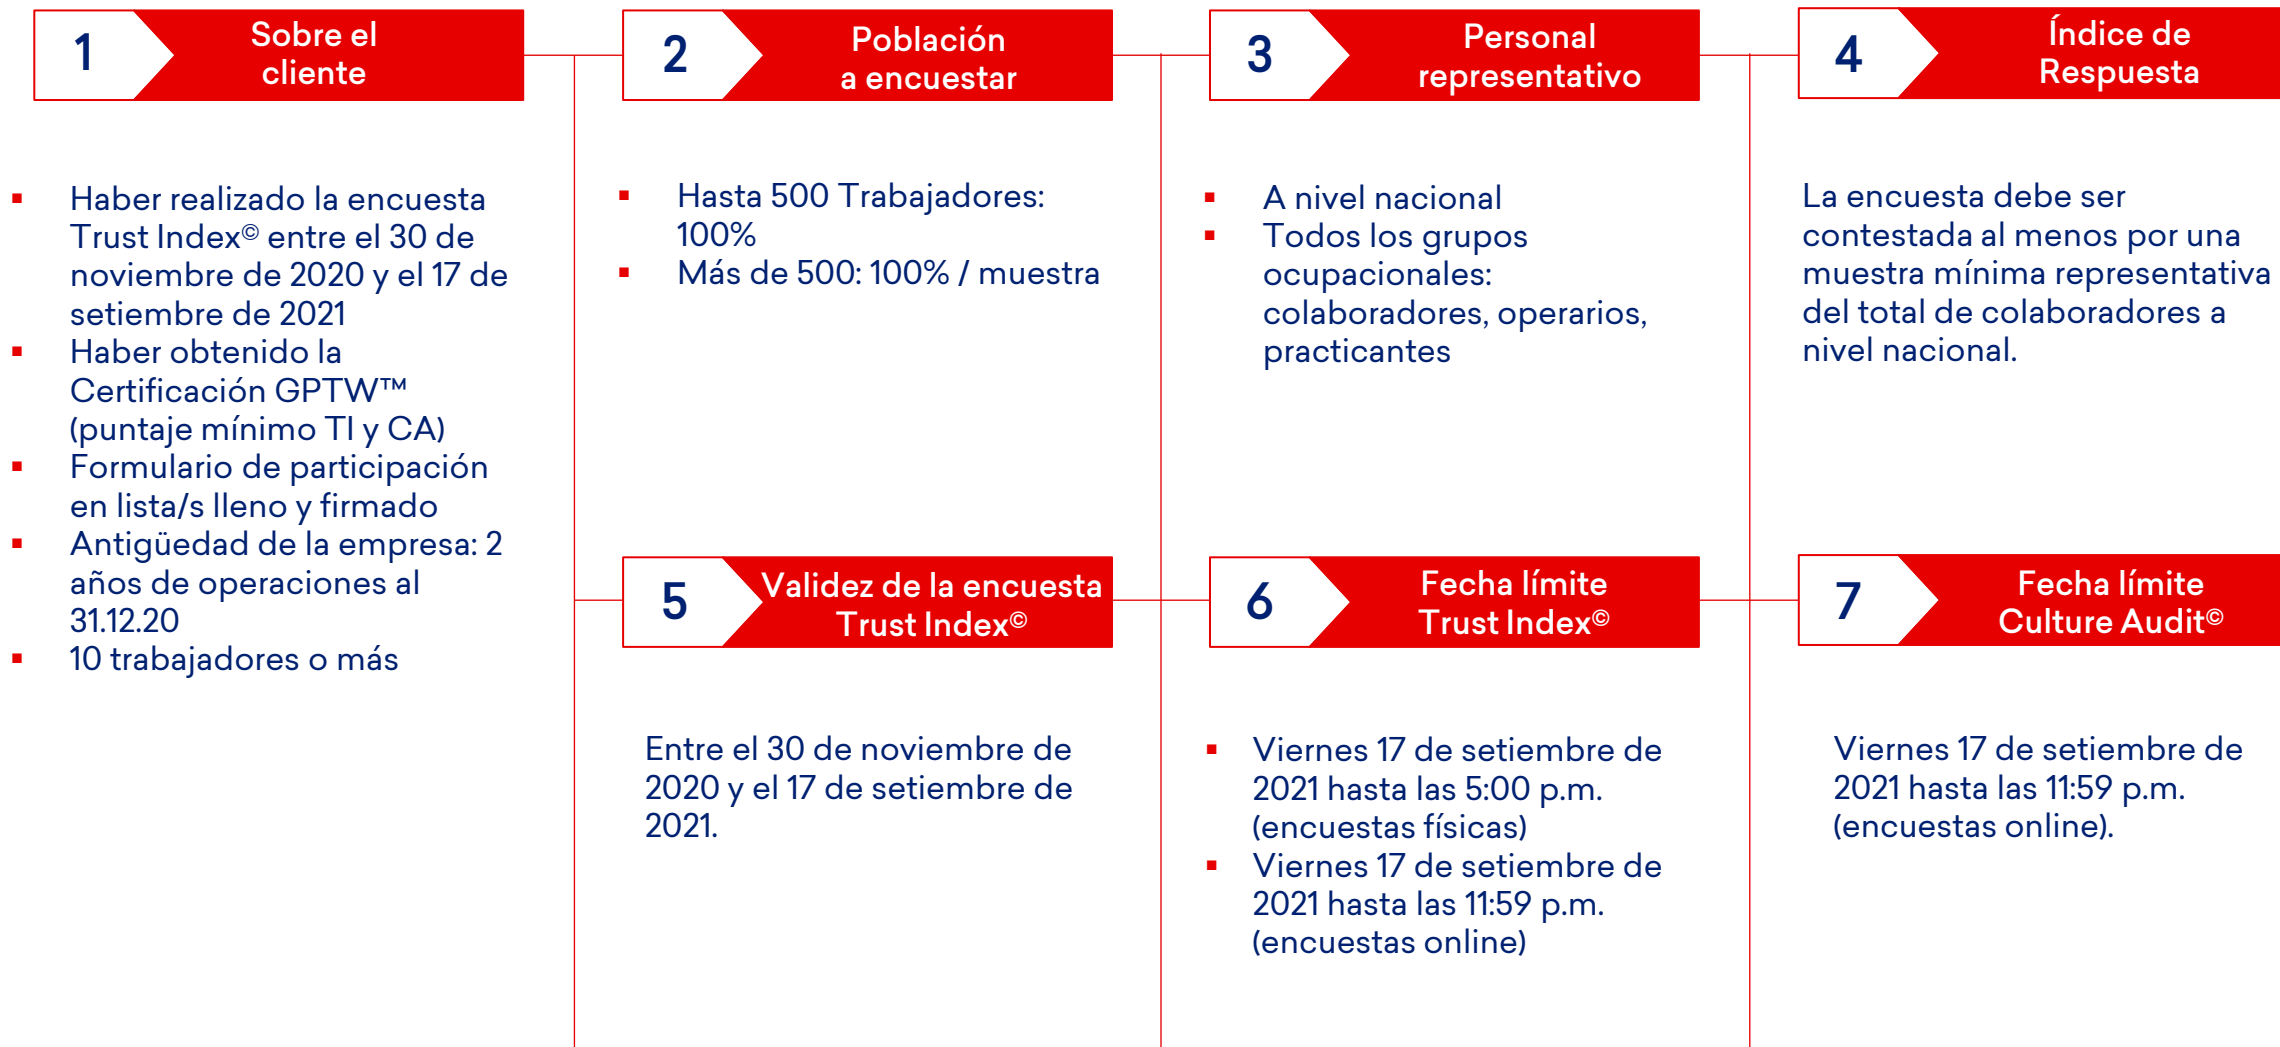 1
Sobre el
cliente
▪ Haber realizado la encuesta
Trust Index© entre el 30 de
noviembre de 2020 y el 17 de
setiembre de 2021
▪ Haber obtenido la
Certificación GPTW™
(puntaje mínimo TI y CA)
▪ Formulario de participación
en lista/s lleno y firmado
▪ Antigüedad de la empresa: 2
años de operaciones al
31.12.20
▪ 10 trabajadores o más
2
Población
a encuestar
▪ Hasta 500 Trabajadores:
100%
▪ Más de 500: 100% / muestra
3
Personal
representativo
▪ A nivel nacional
▪ Todos los grupos
ocupacionales:
colaboradores, operarios,
practicantes
4
Índice de
Respuesta
La encuesta debe ser
contestada al menos por una
muestra mínima representativa
del total de colaboradores a
nivel nacional.
5
Validez de la encuesta
Trust Index©
Entre el 30 de noviembre de
2020 y el 17 de setiembre de
2021.
6
Fecha límite
Trust Index©
▪ Viernes 17 de setiembre de
2021 hasta las 5:00 p.m.
(encuestas físicas)
▪ Viernes 17 de setiembre de
2021 hasta las 11:59 p.m.
(encuestas online)
7
Fecha límite
Culture Audit©
Viernes 17 de setiembre de
2021 hasta las 11:59 p.m.
(encuestas online).